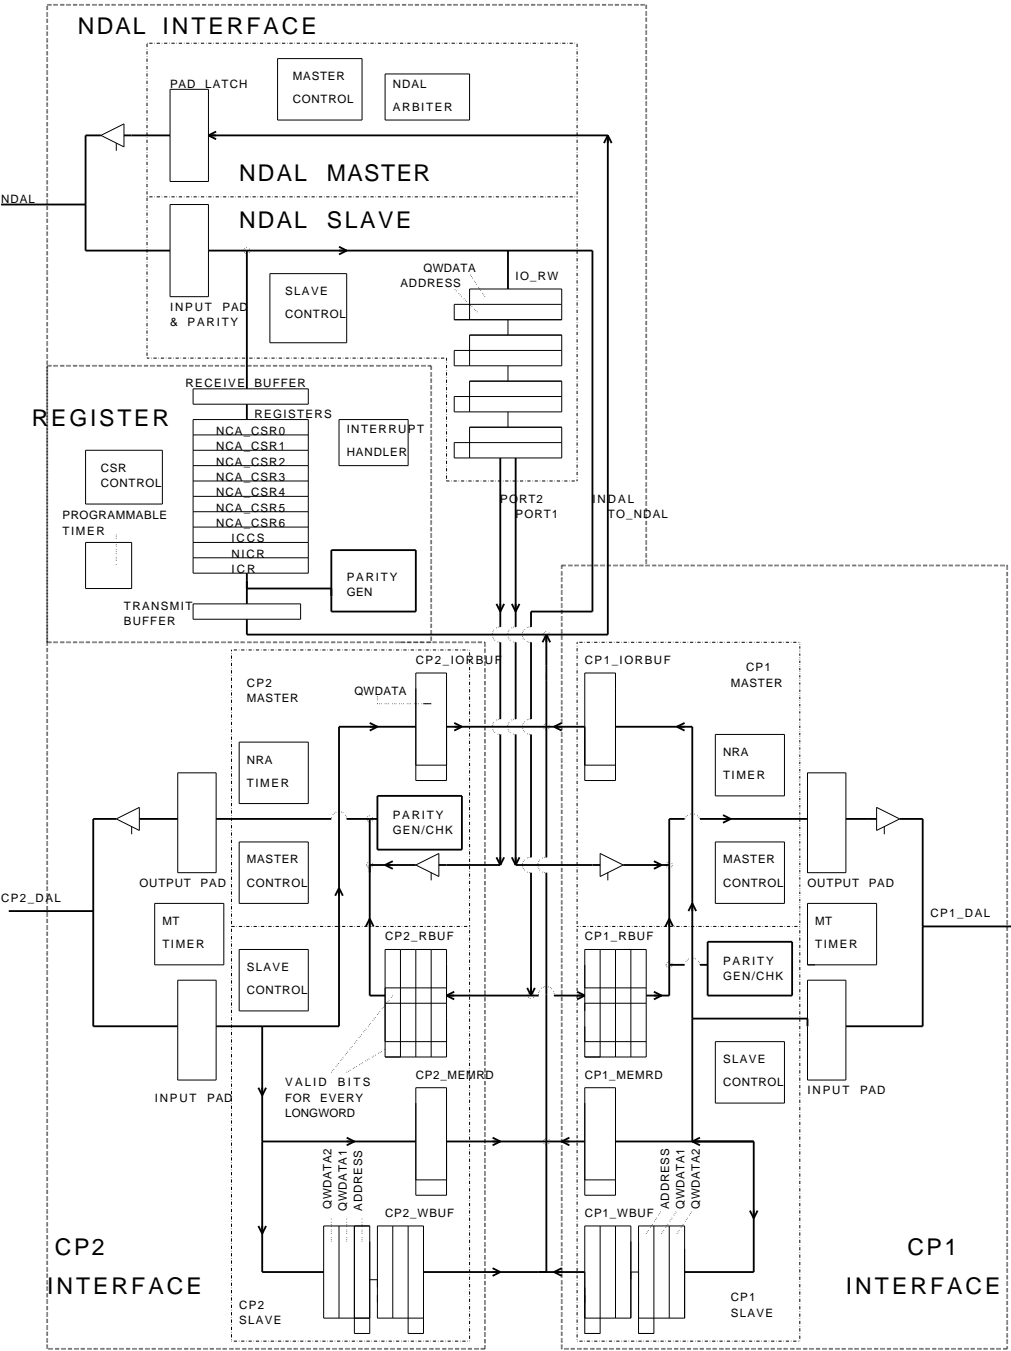 NDAL INTERFACE
MASTER
CONTROL
NDAL
ARBITER
PAD LATCH
NDAL MASTER
NDAL
NDAL SLAVE
QWDATA
ADDRESS
IO_RW
SLAVE
CONTROL
INPUT PAD
& PARITY
RECEIVE BUFFER
REGISTER
REGISTERS
NCA_CSR0
NCA_CSR1
NCA_CSR2
NCA_CSR3
NCA_CSR4
NCA_CSR5
NCA_CSR6
ICCS
NICR
ICR
INTERRUPT
HANDLER
CSR
CONTROL
PROGRAMMABLE
TIMER
PORT2
PORT1
INDAL
TO_NDAL
PARITY
GEN
TRANSMIT
BUFFER
CP2_IORBUF
CP1_IORBUF
CP2
MASTER
QWDATA
CP1
MASTER
NRA
TIMER
NRA
TIMER
PARITY
GEN/CHK
MASTER
CONTROL
MASTER
CONTROL
OUTPUT PAD
OUTPUT PAD
CP2_DAL
CP1_DAL
MT
TIMER
MT
TIMER
CP2_RBUF
CP1_RBUF
SLAVE
CONTROL
PARITY
GEN/CHK
VALID BITS
FOR EVERY
LONGWORD
CP2_MEMRD
CP1_MEMRD
SLAVE
CONTROL
INPUT PAD
INPUT PAD
QWDATA2
QWDATA1
ADDRESS
ADDRESS
QWDATA1
QWDATA2
CP2_WBUF
CP1_WBUF
CP2
INTERFACE
CP1
INTERFACE
CP2
SLAVE
CP1
SLAVE